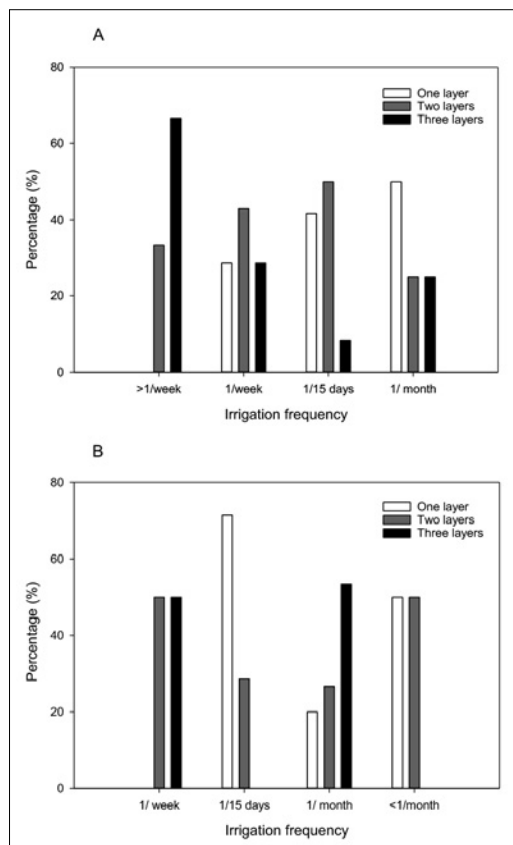 A
80
60
40
20
0
Percentage (%)
One layer
Two layers
Three layers
>1/week 1/week 1/15 days 1/ month
Irrigation frequency
B
80
60
40
20
0
Percentage (%)
One layer
Two layers
Three layers
1/ week 1/15 days 1/ month <1/month
Irrigation frequency